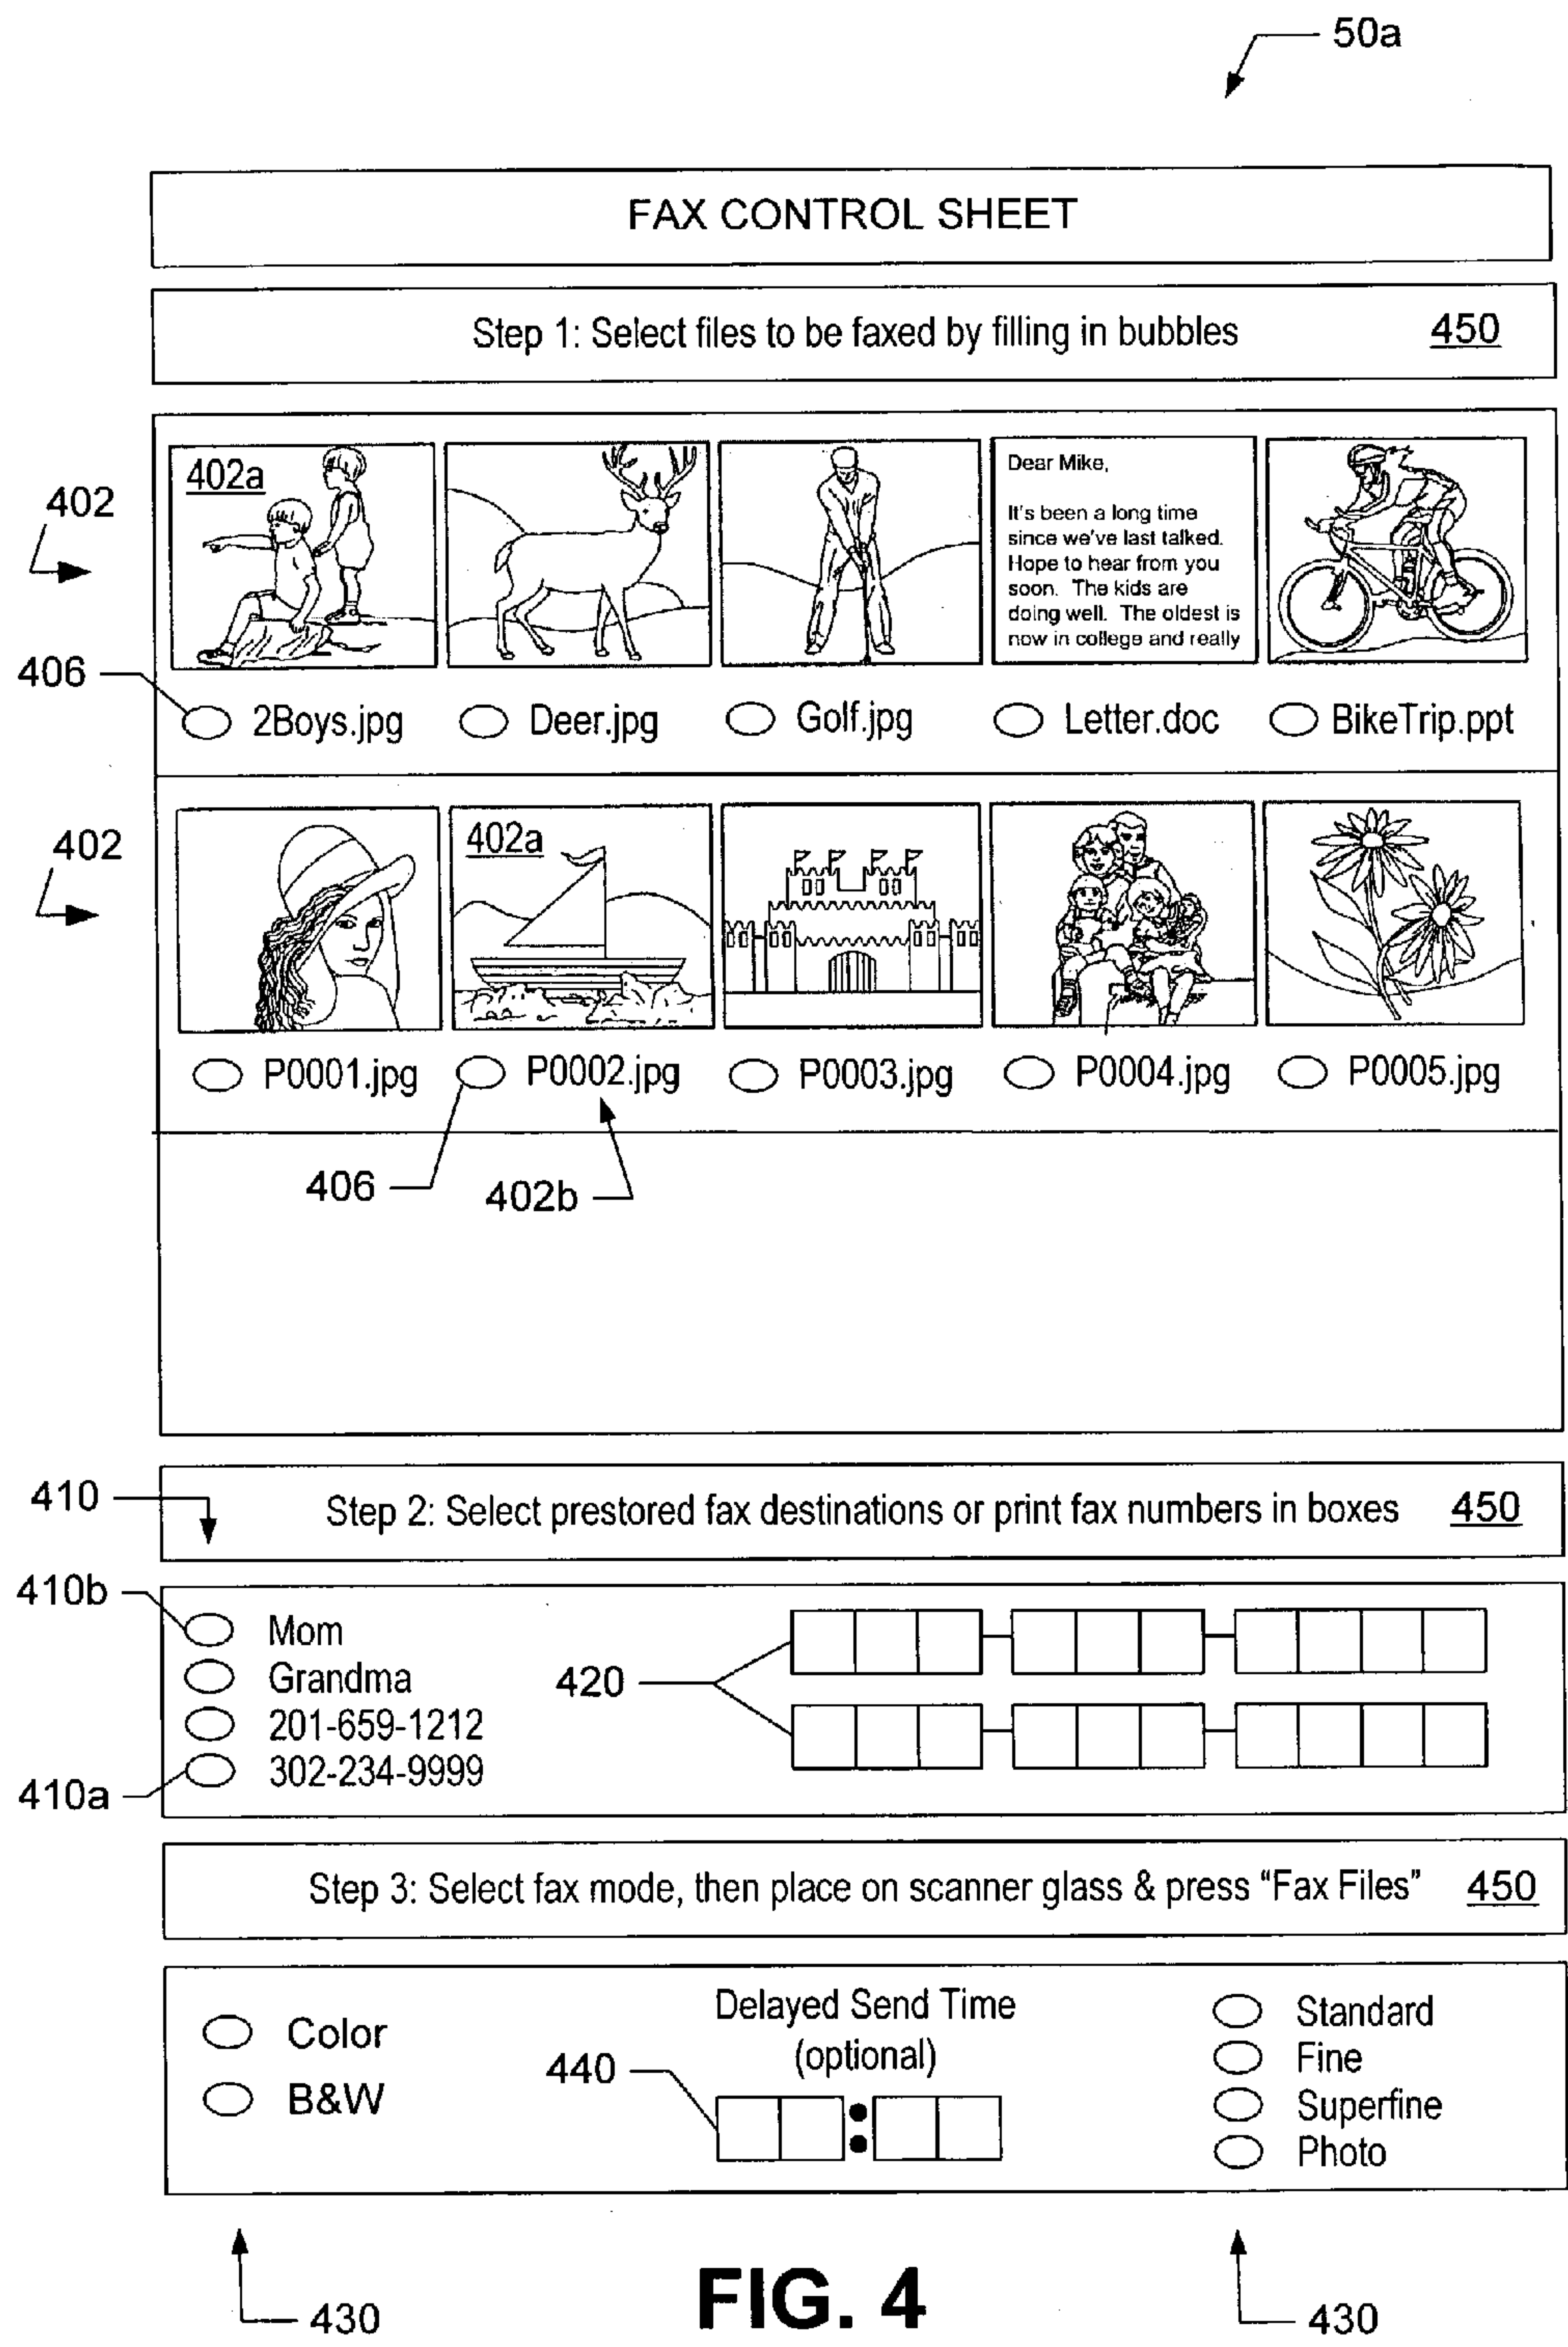 50a
FAX CONTROL SHEET
Step 1: Select files to be faxed by filling in bubbles 450
402
402a
Dear Mike,
It's been a long time
since we've last talked.
Hope to hear from you
soon. The kids are
doing well. The oldest is
now in college and really
406
2Boys.jpg Deer.jpg Golf.jpg Letter.doc BikeTrip.ppt
402
402a
P0001.jpg P0002.jpg P0003.jpg P0004.jpg P0005.jpg
406 402b
410
Step 2: Select prestored fax destinations or print fax numbers in boxes 450
410b
Mom
Grandma
420
201-659-1212
302-234-9999
410a
Step 3: Select fax mode, then place on scanner glass & press “Fax Files” 450
Color
B&W
Delayed Send Time
(optional)
440
Standard
Fine
Superfine
Photo
430
FIG. 4
430